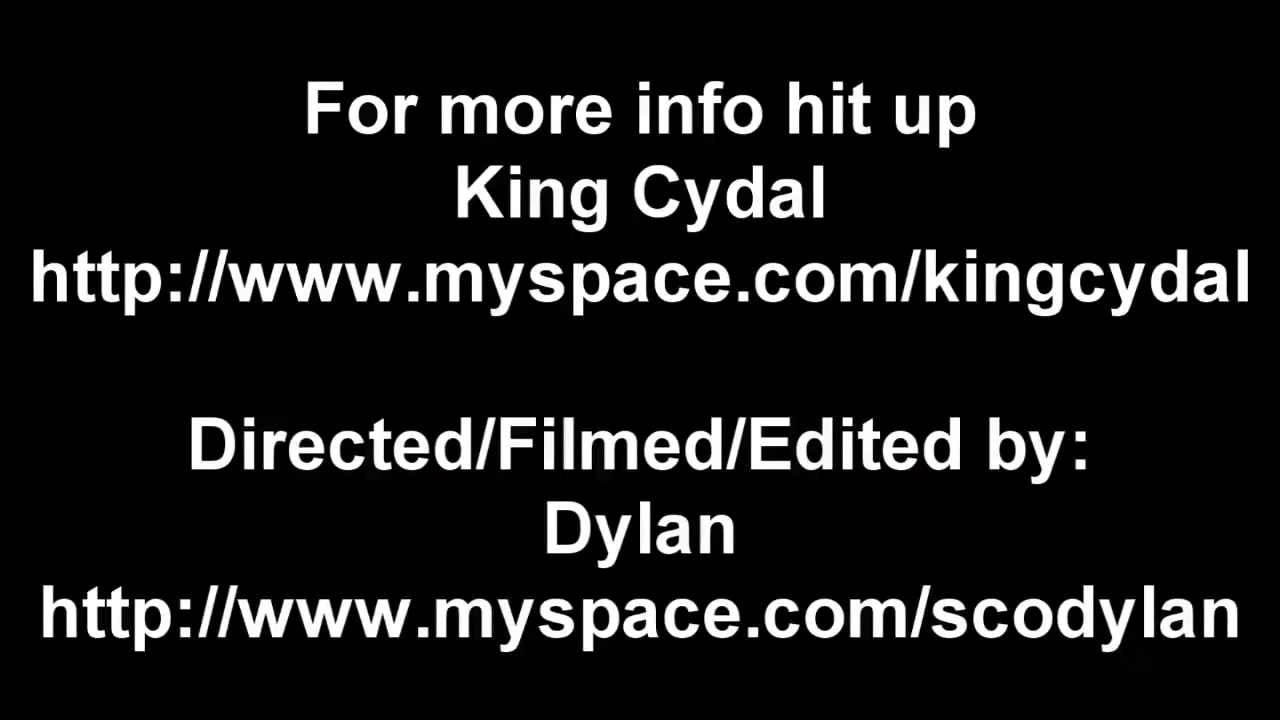 For more info hit up
King Cydal
http://www.myspace.com/kingcydal
Directed/Filmed/Edited by:
Dylan
http://www.myspace.com/scodylan